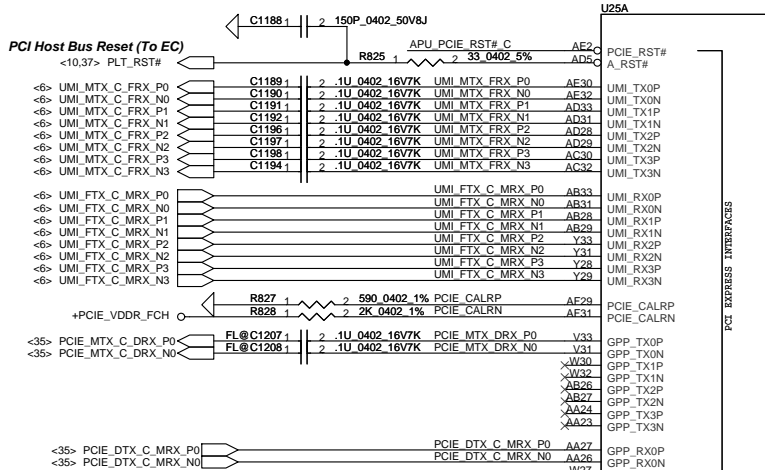 U25A
C1188 1 2 150P_0402_50V8J
PCI Host Bus Reset (To EC)
APU_PCIE_RST#_C AE2 PCIE_RST#
<10,37> PLT_RST# R825 1 2 33_0402_5% AD5 A_RST#
<6> UMI_MTX_C_FRX_P0 C1189 1 2 .1U_0402_16V7K UMI_MTX_FRX_P0 AE30 UMI_TX0P
<6> UMI_MTX_C_FRX_N0 C1190 1 2 .1U_0402_16V7K UMI_MTX_FRX_N0 AE32 UMI_TX0N
<6> UMI_MTX_C_FRX_P1 C1191 1 2 .1U_0402_16V7K UMI_MTX_FRX_P1 AD33 UMI_TX1P
<6> UMI_MTX_C_FRX_N1 C1192 1 2 .1U_0402_16V7K UMI_MTX_FRX_N1 AD31 UMI_TX1N
<6> UMI_MTX_C_FRX_P2 C1196 1 2 .1U_0402_16V7K UMI_MTX_FRX_P2 AD28 UMI_TX2P
<6> UMI_MTX_C_FRX_N2 C1197 1 2 .1U_0402_16V7K UMI_MTX_FRX_N2 AD29 UMI_TX2N
<6> UMI_MTX_C_FRX_P3 C1198 1 2 .1U_0402_16V7K UMI_MTX_FRX_P3 AC30 UMI_TX3P
<6> UMI_MTX_C_FRX_N3 C1194 1 2 .1U_0402_16V7K UMI_MTX_FRX_N3 AC32 UMI_TX3N
<6> UMI_FTX_C_MRX_P0 UMI_FTX_C_MRX_P0 AB33 UMI_RX0P
<6> UMI_FTX_C_MRX_N0 UMI_FTX_C_MRX_N0 AB31 UMI_RX0N
<6> UMI_FTX_C_MRX_P1 UMI_FTX_C_MRX_P1 AB28 UMI_RX1P
<6> UMI_FTX_C_MRX_N1 UMI_FTX_C_MRX_N1 AB29 UMI_RX1N
<6> UMI_FTX_C_MRX_P2 UMI_FTX_C_MRX_P2 Y33 UMI_RX2P
<6> UMI_FTX_C_MRX_N2 UMI_FTX_C_MRX_N2 Y31 UMI_RX2N
<6> UMI_FTX_C_MRX_P3 UMI_FTX_C_MRX_P3 Y28 UMI_RX3P
<6> UMI_FTX_C_MRX_N3 UMI_FTX_C_MRX_N3 Y29 UMI_RX3N
PCI EXPRESS INTERFACES
R827 1 2 590_0402_1% PCIE_CALRP AF29 PCIE_CALRP
+PCIE_VDDR_FCH R828 1 2 2K_0402_1% PCIE_CALRN AF31 PCIE_CALRN
<35> PCIE_MTX_C_DRX_P0 FL@C1207 1 2 .1U_0402_16V7K PCIE_MTX_DRX_P0 V33 GPP_TX0P
<35> PCIE_MTX_C_DRX_N0 FL@C1208 1 2 .1U_0402_16V7K PCIE_MTX_DRX_N0 V31 GPP_TX0N
W30 GPP_TX1P
W32 GPP_TX1N
AB26 GPP_TX2P
AB27 GPP_TX2N
AA24 GPP_TX3P
AA23 GPP_TX3N
<35> PCIE_DTX_C_MRX_P0 PCIE_DTX_C_MRX_P0 AA27 GPP_RX0P
<35> PCIE_DTX_C_MRX_N0 PCIE_DTX_C_MRX_N0 AA26 GPP_RX0N
W27